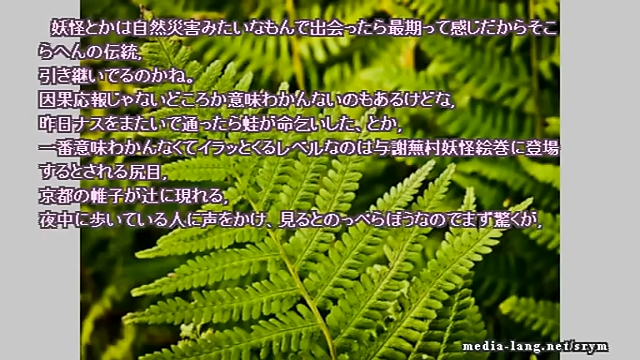 妖怪とかは自然災害みたいなもんで出会ったら最期って感じだからそこ
らへんの伝統,
引き継いでるのかね。
因果応報じゃないどころか意味わかんないのもあるけどな,
昨日ナスをまたいで通ったら蛙が命乞いした、とか,
一番意味わかんなくてイラッとくるレベルなのは与謝蕪村妖怪絵巻に登場
するとされる尻目,
京都の帷子が辻に現れる,
夜中に歩いている人に声をかけ、見るとのっぺらぼうなのでまず驚くが,
media-lang.net/srym